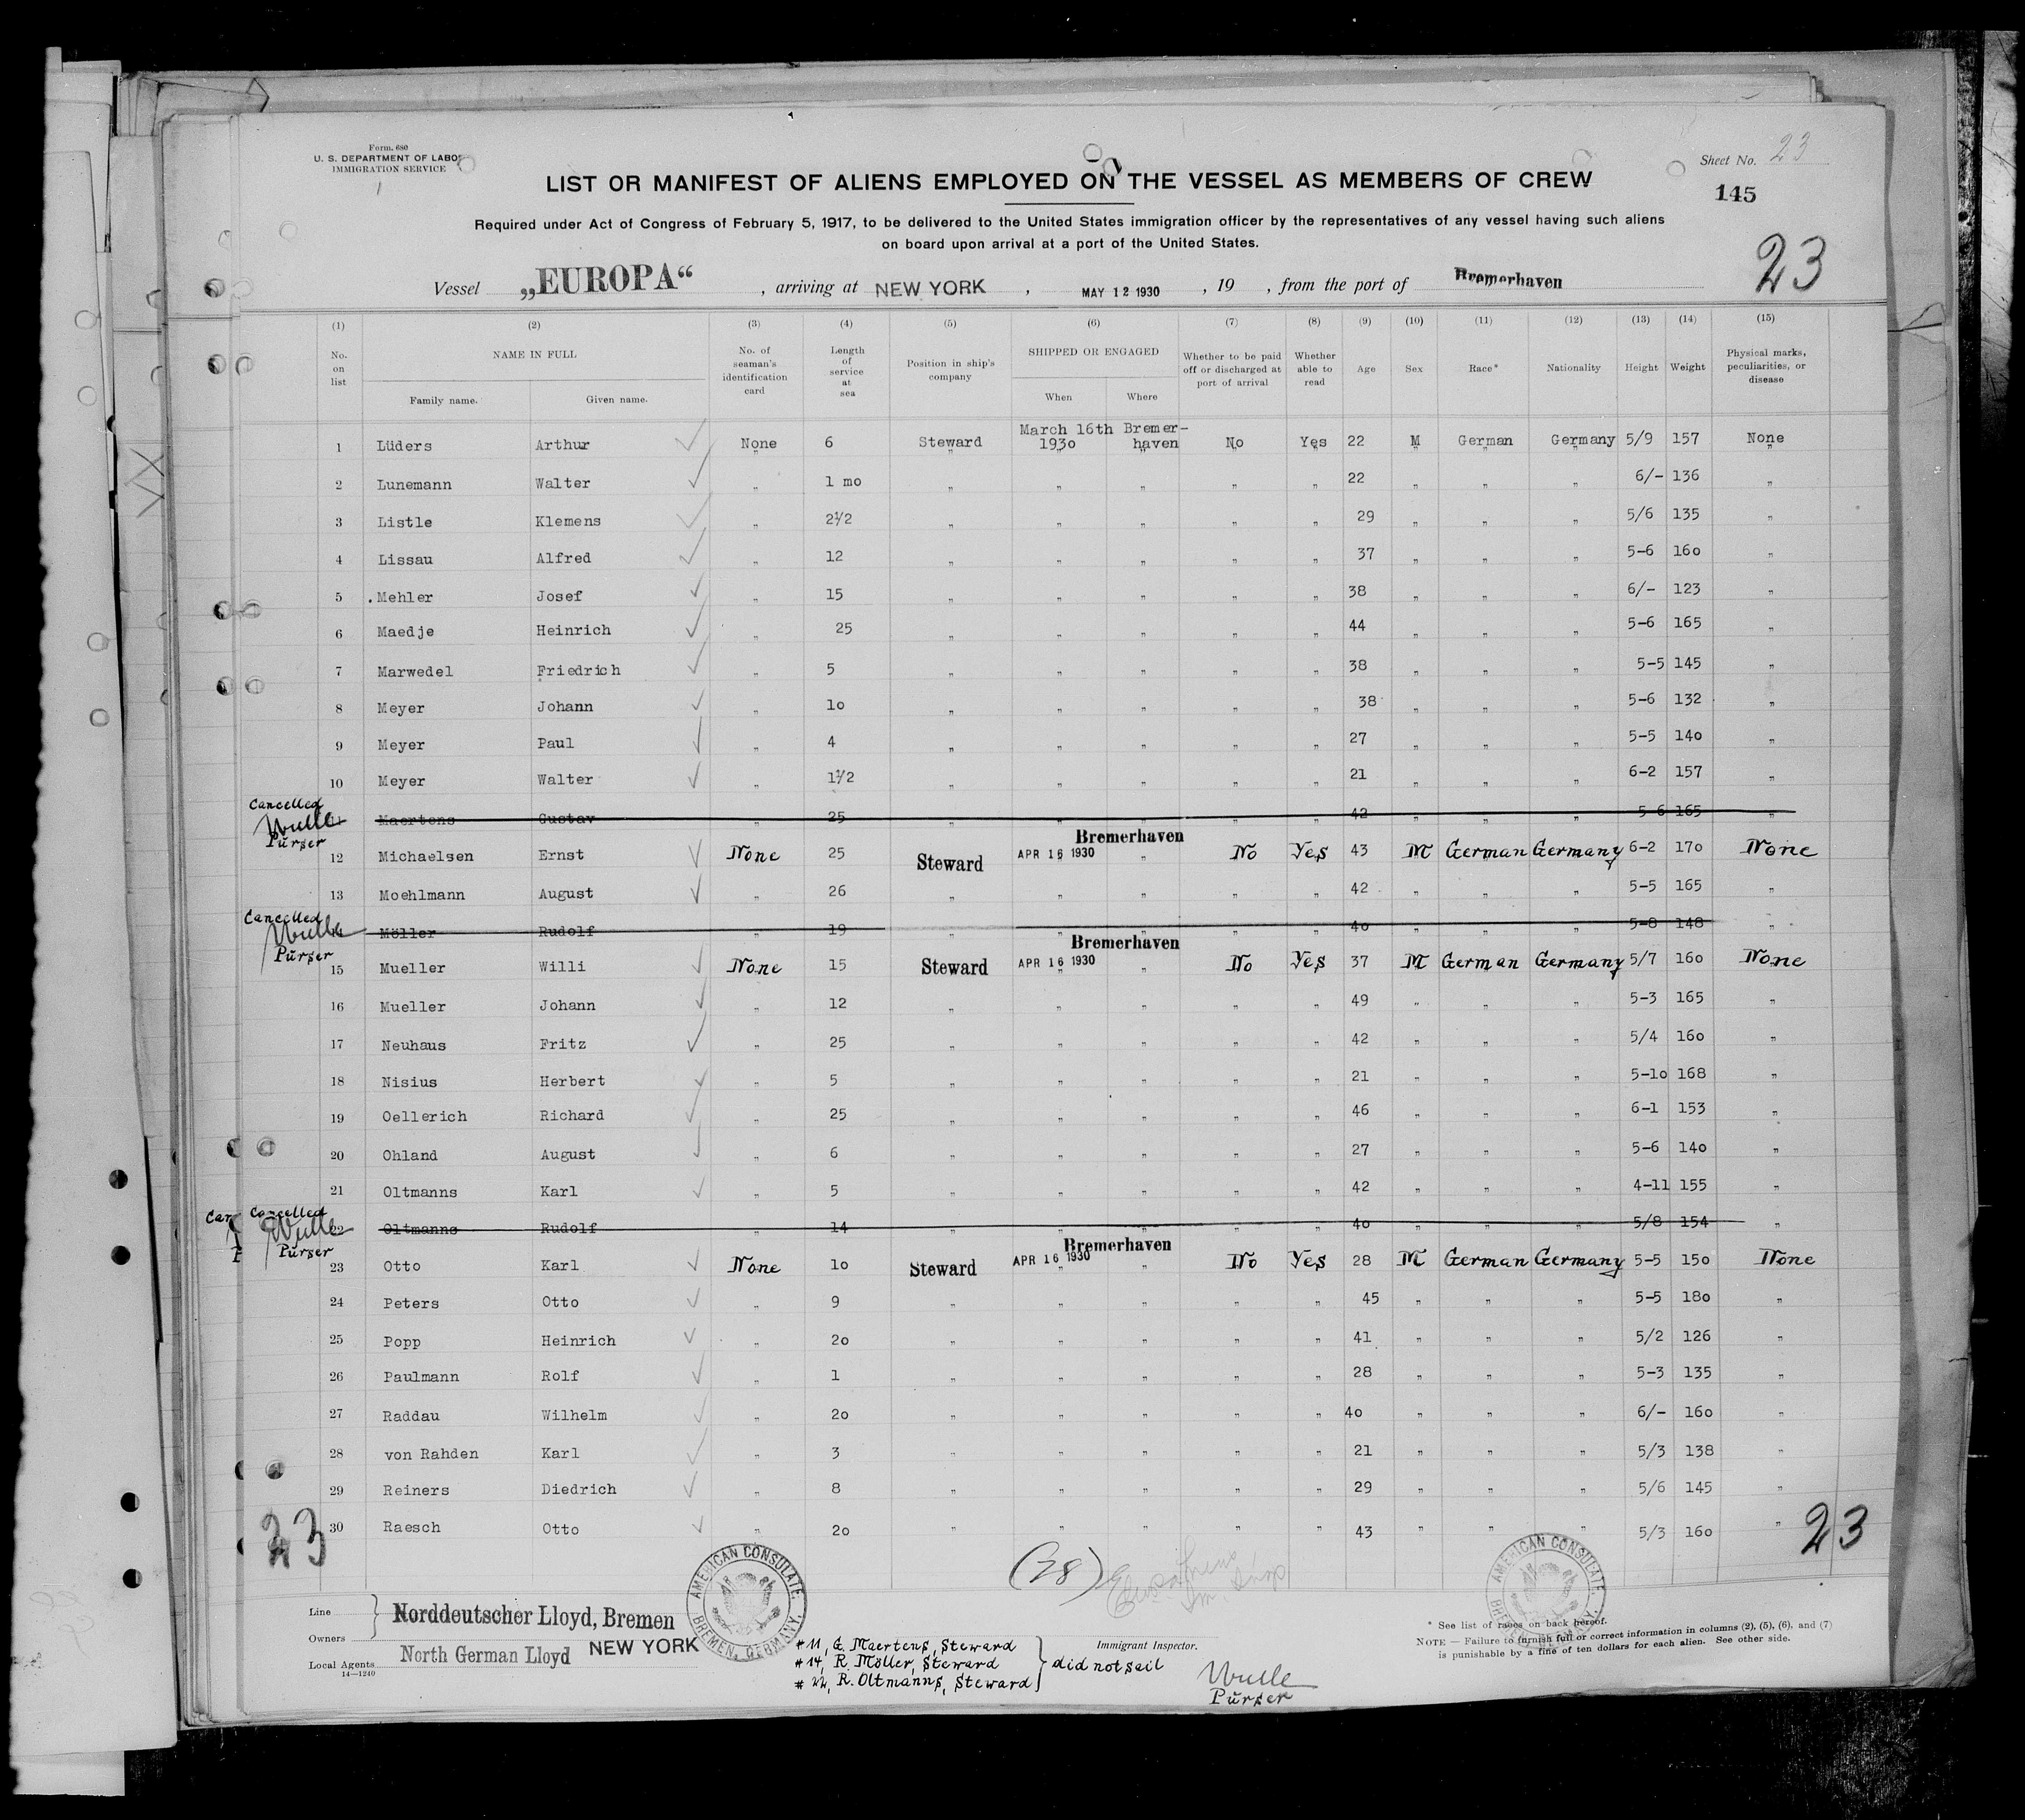 Form 680
U. S. DEPARTMENT OF LABOR
IMMIGRATION SERVICE
Sheet No. 23
145
LIST OR MANIFEST OF ALIENS EMPLOYED ON THE VESSEL AS MEMBERS OF CREW
Required under Act of Congress of February 5, 1917, to be delivered to the United States immigration officer by the representatives of any vessel having such aliens
on board upon arrival at a port of the United States.
23
Vessel „EUROPA“ , arriving at NEW YORK , MAY 12 1930 , 19 , from the port of Bremerhaven
(1) (2) (3) (4) (5) (6) (7) (8) (9) (10) (11) (12) (13) (14) (15)
No. on list NAME IN FULL Family name. Given name. No. of seaman's identification card Length of service at sea Position in ship's company SHIPPED OR ENGAGED When Where Whether to be paid off or discharged at port of arrival Whether able to read Age Sex Race* Nationality Height Weight Physical marks, peculiarities, or disease
1 Lüders Arthur None 6 Steward March 16th 1930 Bremer-haven No Yes 22 M German Germany 5/9 157 None
2 Lunemann Walter „ 1 mo „ „ „ „ „ 22 „ „ „ 6/- 136 „
3 Listle Klemens „ 2½ „ „ „ „ „ 29 „ „ „ 5/6 135 „
4 Lissau Alfred „ 12 „ „ „ „ „ 37 „ „ „ 5-6 160 „
5 .Mehler Josef „ 15 „ „ „ „ „ 38 „ „ „ 6/- 123 „
6 Maedje Heinrich „ 25 „ „ „ „ „ 44 „ „ „ 5-6 165 „
7 Marwedel Friedrich „ 5 „ „ „ „ „ 38 „ „ „ 5-5 145 „
8 Meyer Johann „ 10 „ „ „ „ „ 38 „ „ „ 5-6 132 „
9 Meyer Paul „ 4 „ „ „ „ „ 27 „ „ „ 5-5 140 „
10 Meyer Walter „ 1½ „ „ „ „ „ 21 „ „ „ 6-2 157 „
Cancelled Wulle Purser
11 Maertens Gustav „ 25 „ „ „ „ „ 42 „ „ „ 5-6 165 „
12 Michaelsen Ernst None 25 Steward APR 16 1930 Bremerhaven No Yes 43 M German Germany 6-2 170 None
13 Moehlmann August „ 26 „ „ „ „ „ 42 „ „ „ 5-5 165 „
Cancelled Wulle Purser
14 Möller Rudolf „ 19 „ „ „ „ „ 40 „ „ „ 5-8 148 „
15 Mueller Willi None 15 Steward APR 16 1930 Bremerhaven No Yes 37 M German Germany 5/7 160 None
16 Mueller Johann „ 12 „ „ „ „ „ 49 „ „ „ 5-3 165 „
17 Neuhaus Fritz „ 25 „ „ „ „ „ 42 „ „ „ 5/4 160 „
18 Nisius Herbert „ 5 „ „ „ „ „ 21 „ „ „ 5-10 168 „
19 Oellerich Richard „ 25 „ „ „ „ „ 46 „ „ „ 6-1 153 „
20 Ohland August „ 6 „ „ „ „ „ 27 „ „ „ 5-6 140 „
21 Oltmanns Karl „ 5 „ „ „ „ „ 42 „ „ „ 4-11 155 „
Cancelled Wulle Purser
22 Oltmanns Rudolf „ 14 „ „ „ „ „ 40 „ „ „ 5/8 154 „
23 Otto Karl None 10 Steward APR 16 1930 Bremerhaven No Yes 28 M German Germany 5-5 150 None
24 Peters Otto „ 9 „ „ „ „ „ 45 „ „ „ 5-5 180 „
25 Popp Heinrich „ 20 „ „ „ „ „ 41 „ „ „ 5/2 126 „
26 Paulmann Rolf „ 1 „ „ „ „ „ 28 „ „ „ 5-3 135 „
27 Raddau Wilhelm „ 20 „ „ „ „ „ 40 „ „ „ 6/- 160 „
28 von Rahden Karl „ 3 „ „ „ „ „ 21 „ „ „ 5/3 138 „
29 Reiners Diedrich „ 8 „ „ „ „ „ 29 „ „ „ 5/6 145 „
30 Raesch Otto „ 20 „ „ „ „ „ 43 „ „ „ 5/3 160 „
23
23
(28)
AMERICAN CONSULATE. BREMEN, GERMANY.
AMERICAN CONSULATE. BREMEN, GERMANY.
Line
Owners
Norddeutscher Lloyd, Bremen
Local Agents North German Lloyd NEW YORK
14—1240
#11, G. Maertens, Steward
#14, R. Möller, Steward
#22, R. Oltmanns, Steward
did not sail
Immigrant Inspector.
Wulle
Purser
* See list of races on back hereof.
NOTE — Failure to furnish full or correct information in columns (2), (5), (6), and (7)
is punishable by a fine of ten dollars for each alien. See other side.